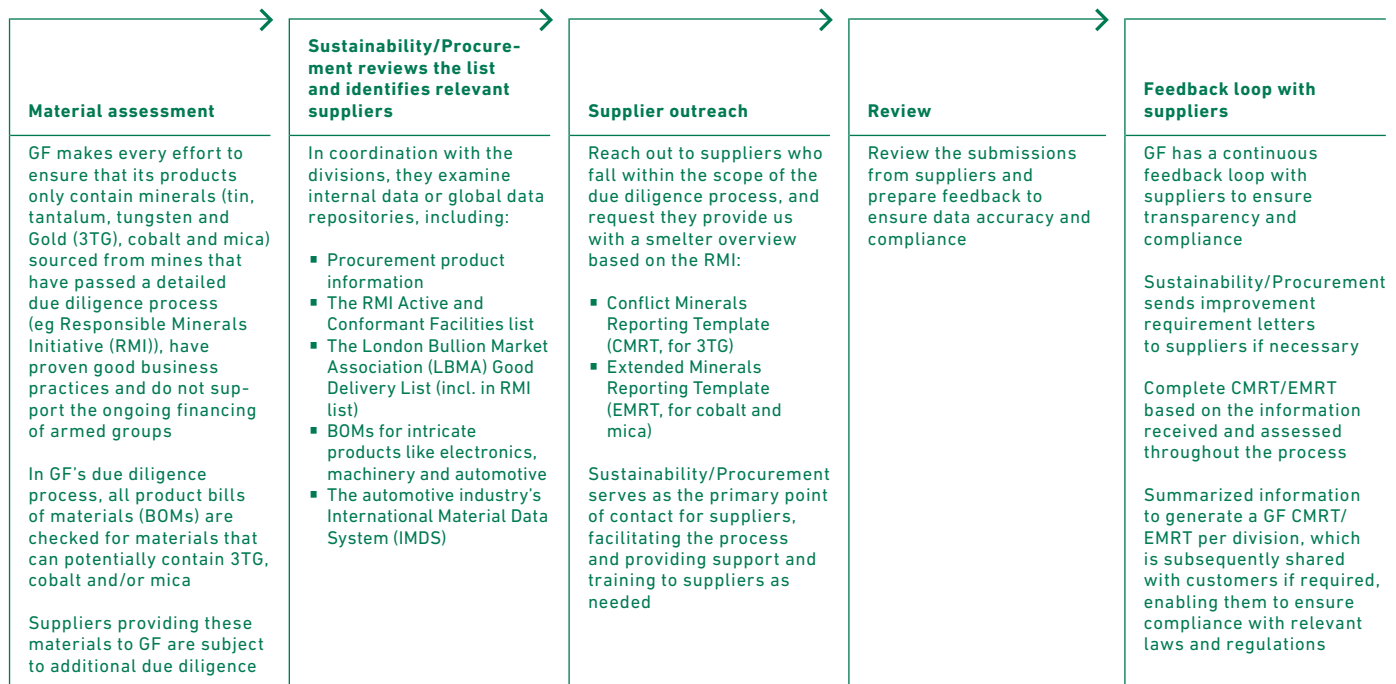 Material assessment
GF makes every effort to
ensure that its products
only contain minerals (tin,
tantalum, tungsten and
Gold (3TG), cobalt and mica)
sourced from mines that
have passed a detailed
due diligence process
(eg Responsible Minerals
Initiative (RMI)), have
proven good business
practices and do not sup-
port the ongoing financing
of armed groups
In GF's due diligence
process, all product bills
of materials (BOMs) are
checked for materials that
can potentially contain 3TG,
cobalt and/or mica
Suppliers providing these
materials to GF are subject
to additional due diligence
Sustainability/Procure-
ment reviews the list
and identifies relevant
suppliers
In coordination with the
divisions, they examine
internal data or global data
repositories, including:
▪ Procurement product
information
▪ The RMI Active and
Conformant Facilities list
▪ The London Bullion Market
Association (LBMA) Good
Delivery List (incl. in RMI
list)
▪ BOMs for intricate
products like electronics,
machinery and automotive
▪ The automotive industry's
International Material Data
System (IMDS)
Supplier outreach
Reach out to suppliers who
fall within the scope of the
due diligence process, and
request they provide us
with a smelter overview
based on the RMI:
▪ Conflict Minerals
Reporting Template
(CMRT, for 3TG)
▪ Extended Minerals
Reporting Template
(EMRT, for cobalt and
mica)
Sustainability/Procurement
serves as the primary point
of contact for suppliers,
facilitating the process
and providing support and
training to suppliers as
needed
Review
Review the submissions
from suppliers and
prepare feedback to
ensure data accuracy and
compliance
Feedback loop with
suppliers
GF has a continuous
feedback loop with
suppliers to ensure
transparency and
compliance
Sustainability/Procurement
sends improvement
requirement letters
to suppliers if necessary
Complete CMRT/EMRT
based on the information
received and assessed
throughout the process
Summarized information
to generate a GF CMRT/
EMRT per division, which
is subsequently shared
with customers if required,
enabling them to ensure
compliance with relevant
laws and regulations